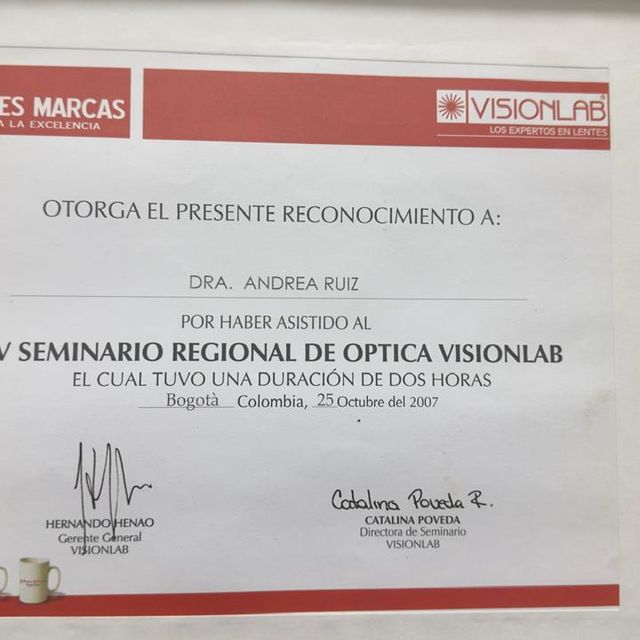 ES MARCAS
A LA EXCELENCIA
VISIONLAB®
LOS EXPERTOS EN LENTES
OTORGA EL PRESENTE RECONOCIMIENTO A:
DRA. ANDREA RUIZ
POR HABER ASISTIDO AL
V SEMINARIO REGIONAL DE OPTICA VISIONLAB
EL CUAL TUVO UNA DURACIÓN DE DOS HORAS
Bogotà Colombia, 25 Octubre del 2007
Catalina Poveda R.
HERNANDO HENAO
Gerente General
VISIONLAB
CATALINA POVEDA
Directora de Seminario
VISIONLAB